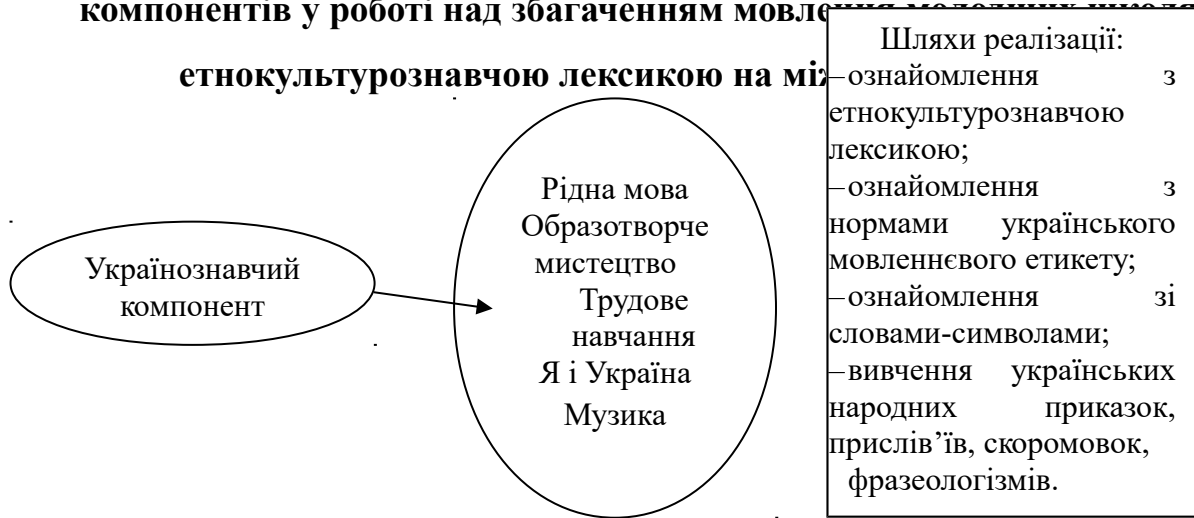 компонентів у роботі над збагаченням
етнокультурознавчою лексикою на
Українознавчий
компонент
Рідна мова
Образотворче
мистецтво
Трудове
навчання
Я і Україна
Музика
Шляхи реалізації:
–ознайомлення з
етнокультурознавчою
лексикою;
–ознайомлення з
нормами українського
мовленнєвого етикету;
–ознайомлення зі
словами-символами;
–вивчення українських
народних приказок,
прислів’їв, скоромовок,
фразеологізмів.